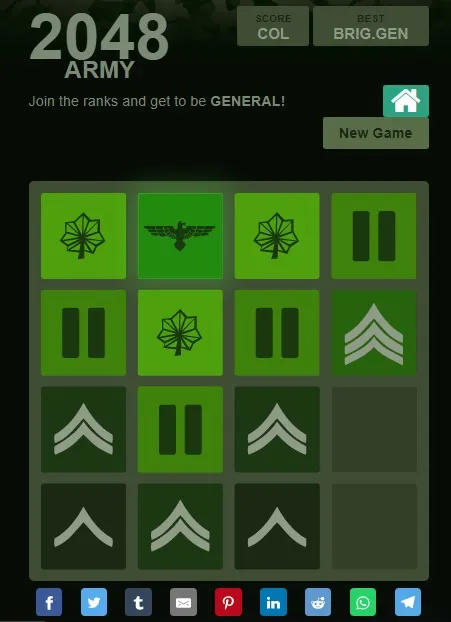 2048
ARMY
SCORE
COL
BEST
BRIG.GEN
Join the ranks and get to be GENERAL!
New Game